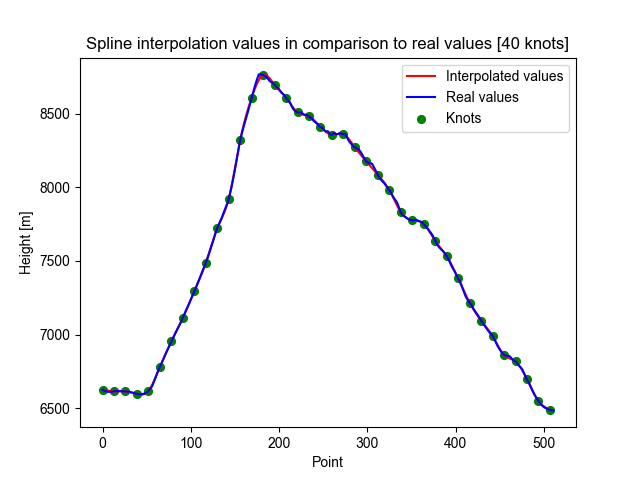 Spline interpolation values in comparison to real values [40 knots]
Interpolated values
Real values
Knots
Height [m]
8500
8000
7500
7000
6500
0 100 200 300 400 500
Point